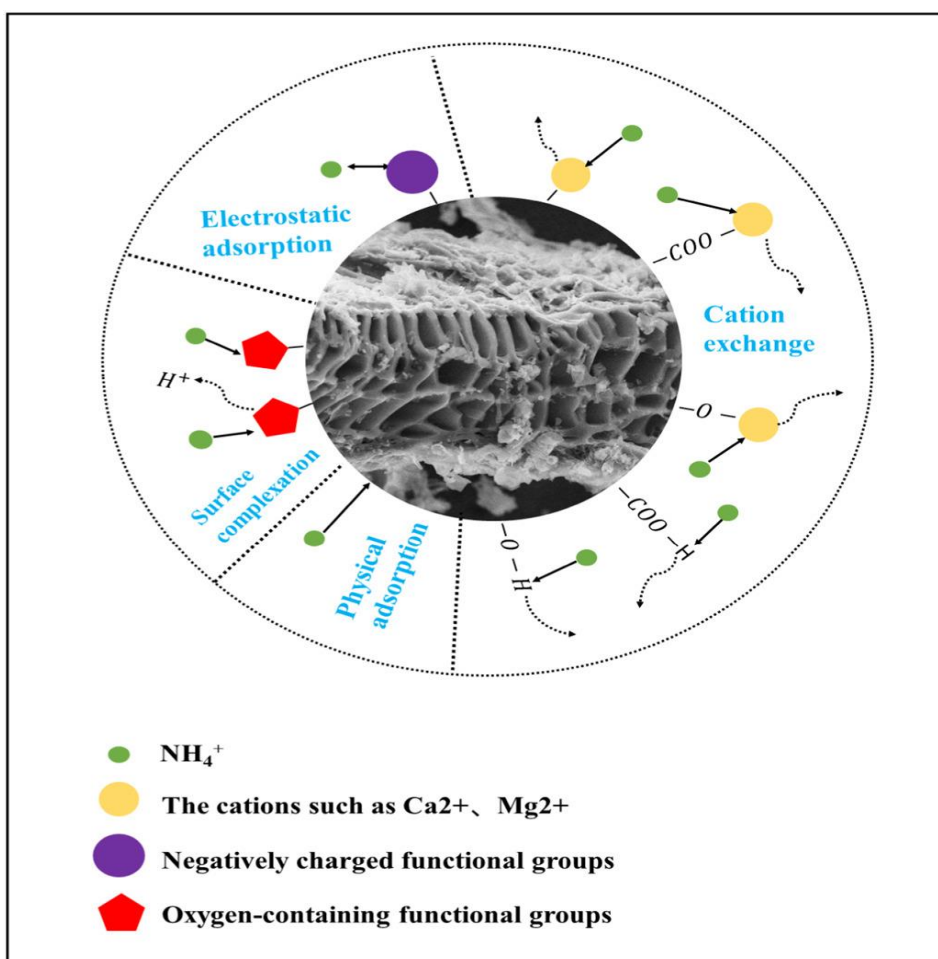 Electrostatic
adsorption
−COO −
Cation
exchange
H⁺
−O −
Surface
complexation
Physical
adsorption
−O − H
−COO −H
NH₄⁺
The cations such as Ca2+、Mg2+
Negatively charged functional groups
Oxygen-containing functional groups